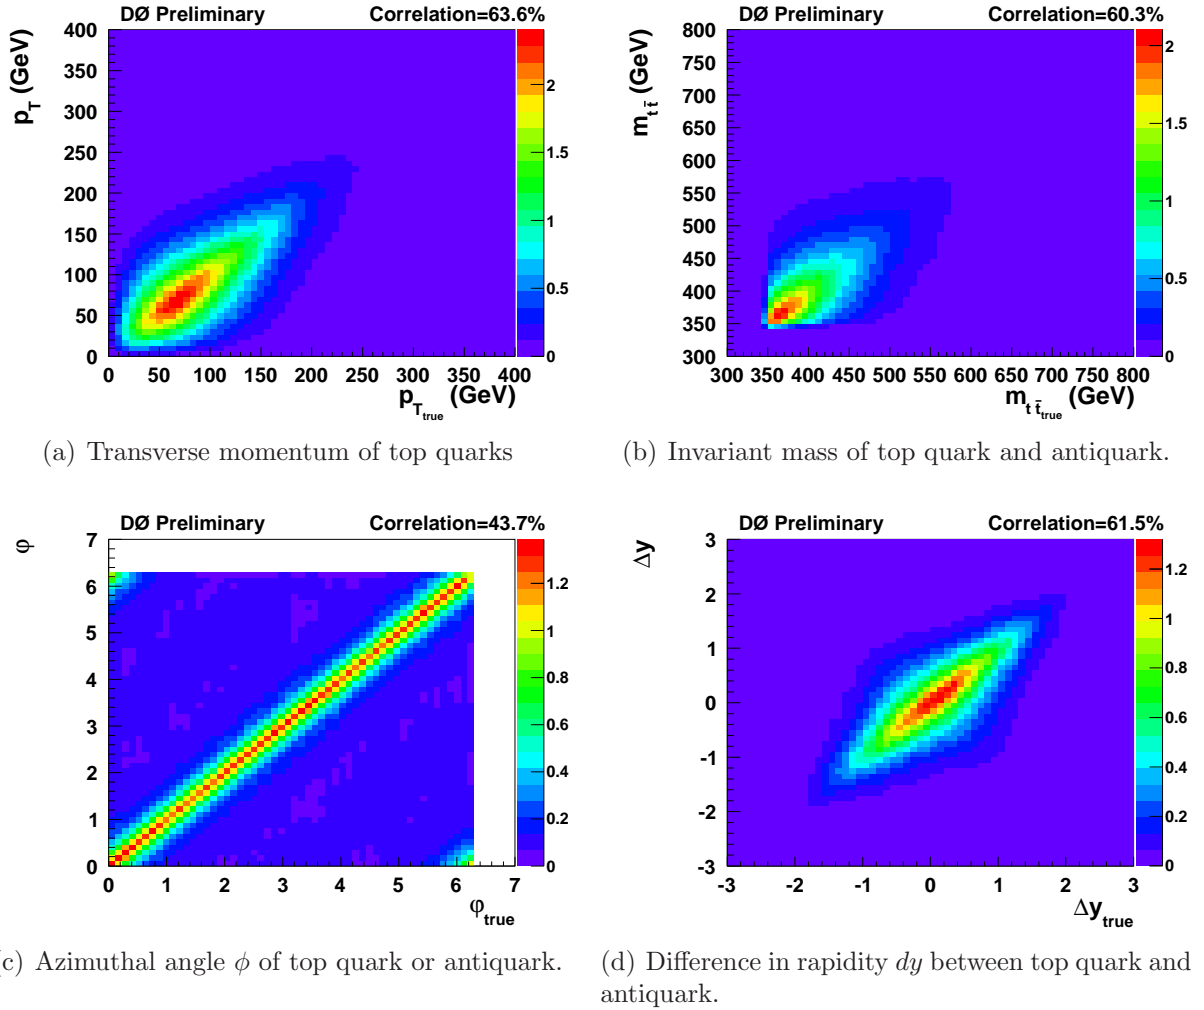 DØ Preliminary Correlation=63.6%
p_T (GeV)
400
350
300
250
200
150
100
50
0
0 50 100 150 200 250 300 350 400
p_T_true (GeV)
2
1.5
1
0.5
0
(a) Transverse momentum of top quarks
DØ Preliminary Correlation=60.3%
m_t t̄ (GeV)
800
750
700
650
600
550
500
450
400
350
300
300 350 400 450 500 550 600 650 700 750 800
m_t t̄_true (GeV)
2
1.5
1
0.5
0
(b) Invariant mass of top quark and antiquark.
DØ Preliminary Correlation=43.7%
φ
7
6
5
4
3
2
1
0
0 1 2 3 4 5 6 7
φ_true
1.2
1
0.8
0.6
0.4
0.2
0
c) Azimuthal angle ϕ of top quark or antiquark.
DØ Preliminary Correlation=61.5%
Δy
3
2
1
0
-1
-2
-3
-3 -2 -1 0 1 2 3
Δy_true
1.2
1
0.8
0.6
0.4
0.2
0
(d) Difference in rapidity dy between top quark and
antiquark.